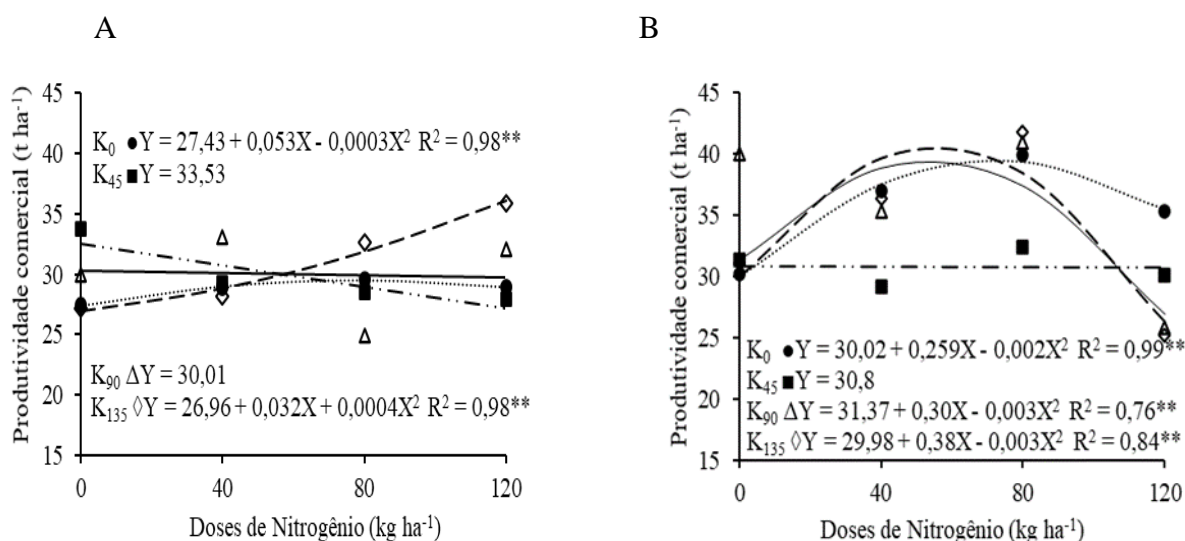 A
B
Produtividade comercial (t ha⁻¹)
45
40
35
30
25
20
15
K₀ ●Y = 27,43 + 0,053X - 0,0003X² R² = 0,98**
K₄₅ ■Y = 33,53
K₉₀ ΔY = 30,01
K₁₃₅ ◊Y = 26,96 + 0,032X + 0,0004X² R² = 0,98**
0
40
80
120
Doses de Nitrogênio (kg ha⁻¹)
Produtividade comercial (t ha⁻¹)
45
40
35
30
25
20
15
K₀ ●Y = 30,02 + 0,259X - 0,002X² R² = 0,99**
K₄₅ ■Y = 30,8
K₉₀ ΔY = 31,37 + 0,30X - 0,003X² R² = 0,76**
K₁₃₅ ◊Y = 29,98 + 0,38X - 0,003X² R² = 0,84**
0
40
80
120
Doses de Nitrogênio (kg ha⁻¹)